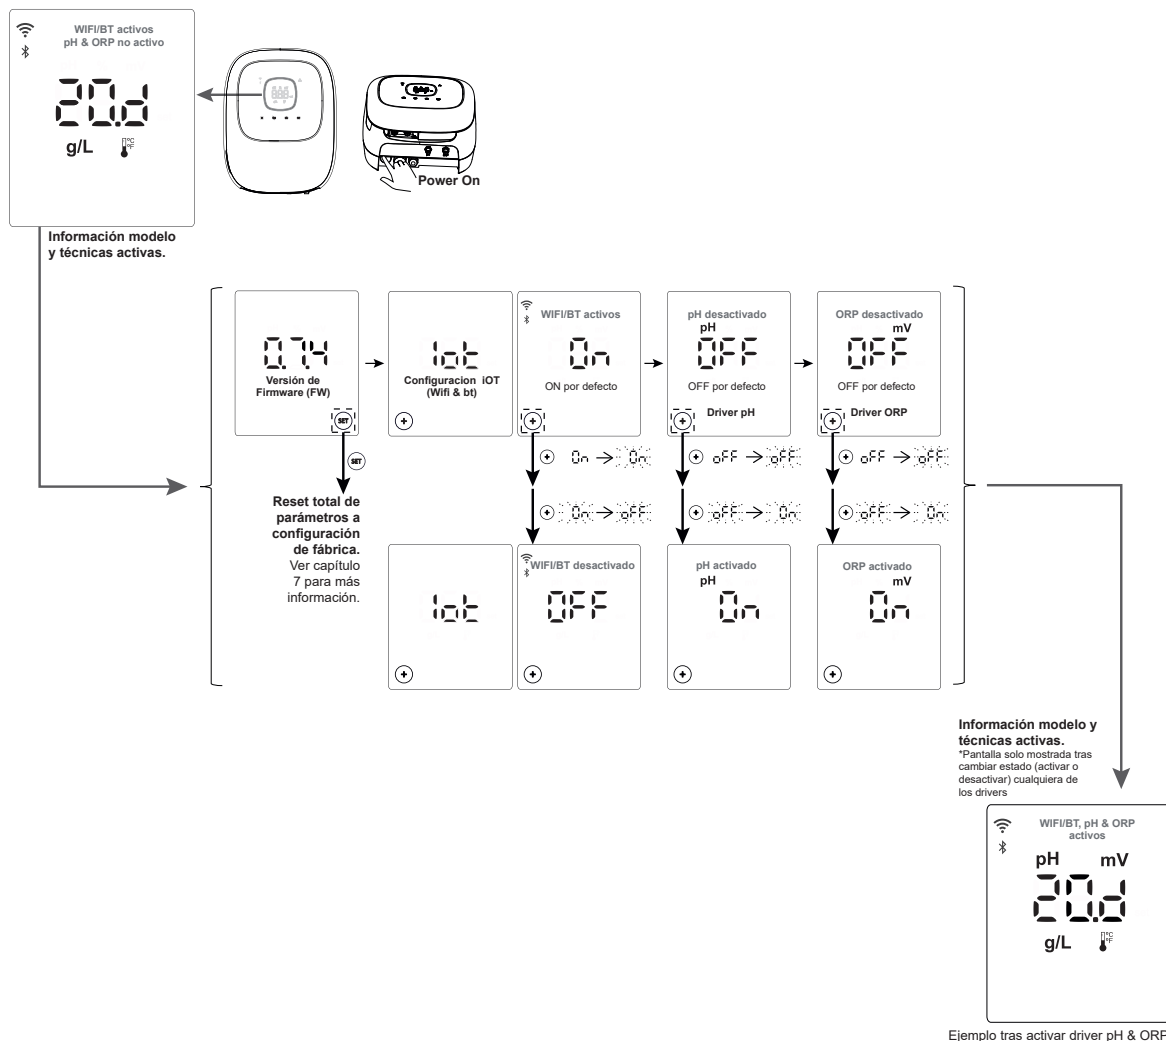 WIFI/BT activos
pH & ORP no activo
20.d
g/L
°C
°F
Power On
Información modelo
y técnicas activas.
0.7.4
Versión de
Firmware (FW)
SET
SET
Reset total de
parámetros a
configuración
de fábrica.
Ver capítulo
7 para más
información.
Iot
Configuracion iOT
(Wifi & bt)
+
WIFI/BT activos
On
ON por defecto
+
pH desactivado
pH
OFF
OFF por defecto
Driver pH
+
ORP desactivado
mV
OFF
OFF por defecto
Driver ORP
+
+ On → On
+ oFF → oFF
+ oFF → oFF
+ On → oFF
+ oFF → On
+ oFF → On
Iot
+
WIFI/BT desactivado
OFF
+
pH activado
pH
On
+
ORP activado
mV
On
+
Información modelo y
técnicas activas.
*Pantalla solo mostrada tras
cambiar estado (activar o
desactivar) cualquiera de
los drivers
WIFI/BT, pH & ORP
activos
pH mV
20.d
g/L
°C
°F
Ejemplo tras activar driver pH & ORP